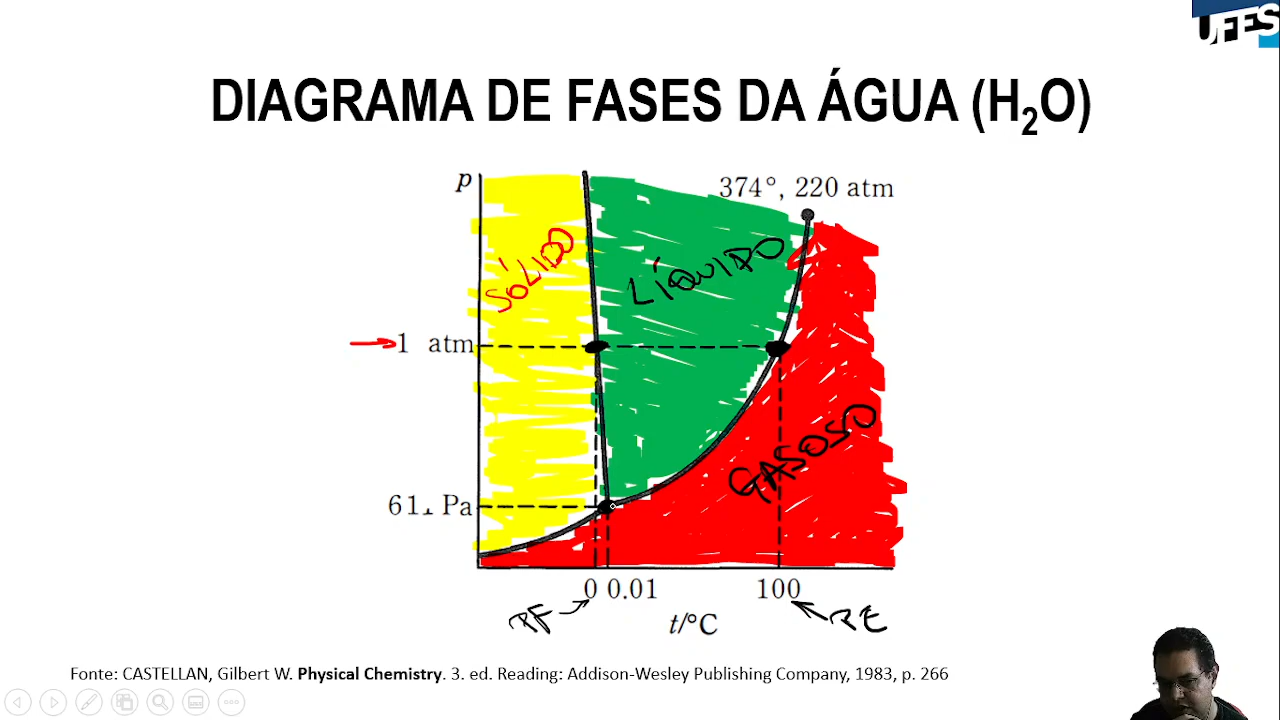 UFES
DIAGRAMA DE FASES DA ÁGUA (H₂O)
p
374°, 220 atm
SÓLIDO
LÍQUIDO
1 atm
GASOSO
Pa
0 0.01
100
PF
PE
t/°C
Fonte: CASTELLAN, Gilbert W. Physical Chemistry. 3. ed. Reading: Addison-Wesley Publishing Company, 1983, p. 266